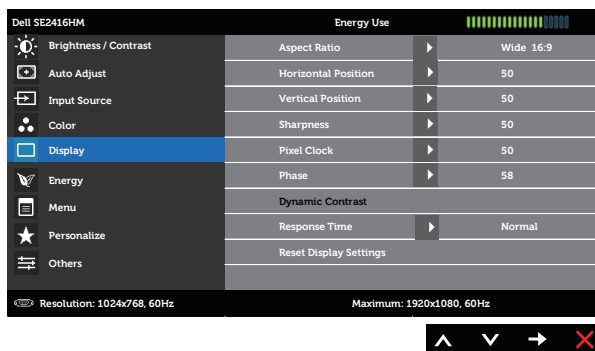 Dell SE2416HM Energy Use
Brightness / Contrast
Auto Adjust
Input Source
Color
Display
Energy
Menu
Personalize
Others
Aspect Ratio Wide 16:9
Horizontal Position 50
Vertical Position 50
Sharpness 50
Pixel Clock 50
Phase 58
Dynamic Contrast
Response Time Normal
Reset Display Settings
Resolution: 1024x768, 60Hz Maximum: 1920x1080, 60Hz